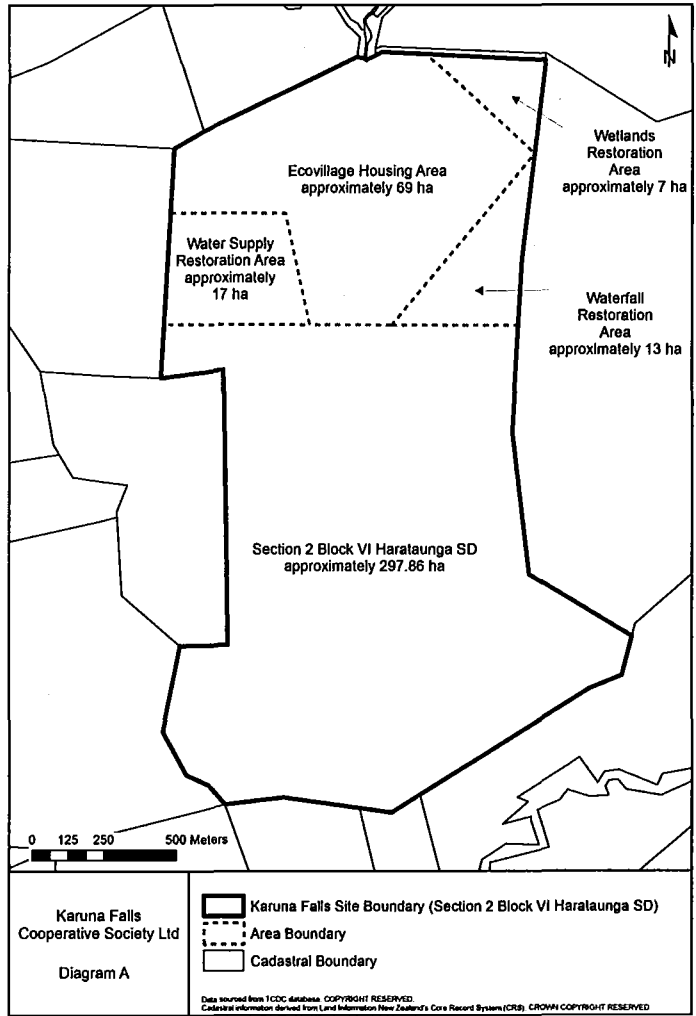 N
Ecovillage Housing Area
approximately 69 ha
Wetlands
Restoration
Area
approximately 7 ha
Water Supply
Restoration Area
approximately
17 ha
Waterfall
Restoration
Area
approximately 13 ha
Section 2 Block VI Harataunga SD
approximately 297.86 ha
0 125 250 500 Meters
Karuna Falls
Cooperative Society Ltd
Diagram A
Karuna Falls Site Boundary (Section 2 Block VI Harataunga SD)
Area Boundary
Cadastral Boundary
Data sourced from TCDC database. COPYRIGHT RESERVED.
Cadastral information derived from Land Information New Zealand's Core Record System (CRS). CROWN COPYRIGHT RESERVED